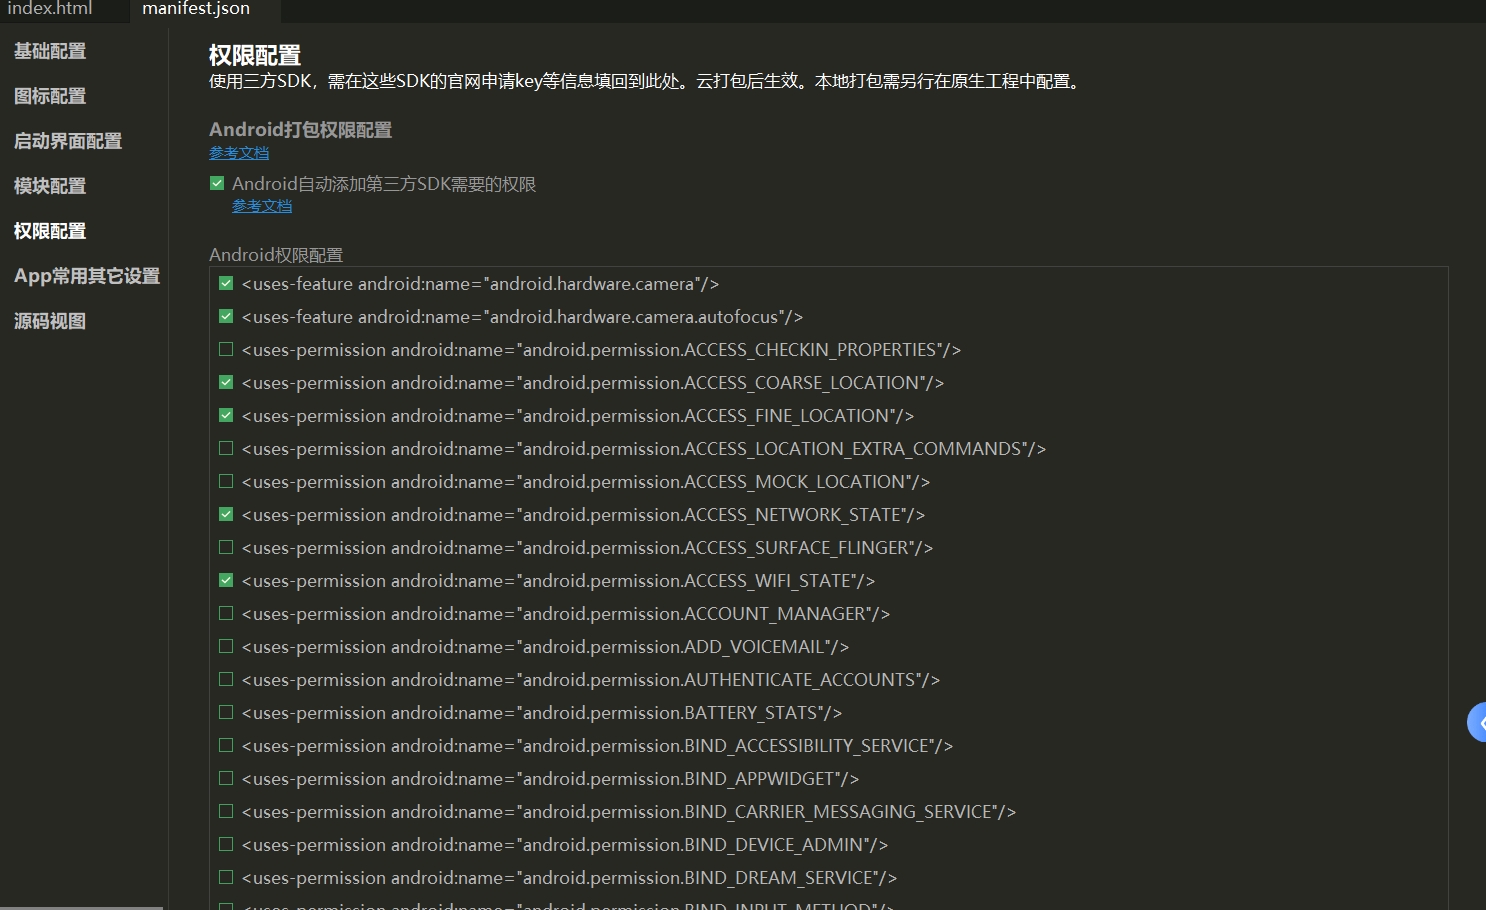 index.html
manifest.json
基础配置
图标配置
启动界面配置
模块配置
权限配置
App常用其它设置
源码视图
权限配置
使用三方SDK，需在这些SDK的官网申请key等信息填回到此处。云打包后生效。本地打包需另行在原生工程中配置。
Android打包权限配置
参考文档
Android自动添加第三方SDK需要的权限
参考文档
Android权限配置
<uses-feature android:name="android.hardware.camera"/>
<uses-feature android:name="android.hardware.camera.autofocus"/>
<uses-permission android:name="android.permission.ACCESS_CHECKIN_PROPERTIES"/>
<uses-permission android:name="android.permission.ACCESS_COARSE_LOCATION"/>
<uses-permission android:name="android.permission.ACCESS_FINE_LOCATION"/>
<uses-permission android:name="android.permission.ACCESS_LOCATION_EXTRA_COMMANDS"/>
<uses-permission android:name="android.permission.ACCESS_MOCK_LOCATION"/>
<uses-permission android:name="android.permission.ACCESS_NETWORK_STATE"/>
<uses-permission android:name="android.permission.ACCESS_SURFACE_FLINGER"/>
<uses-permission android:name="android.permission.ACCESS_WIFI_STATE"/>
<uses-permission android:name="android.permission.ACCOUNT_MANAGER"/>
<uses-permission android:name="android.permission.ADD_VOICEMAIL"/>
<uses-permission android:name="android.permission.AUTHENTICATE_ACCOUNTS"/>
<uses-permission android:name="android.permission.BATTERY_STATS"/>
<uses-permission android:name="android.permission.BIND_ACCESSIBILITY_SERVICE"/>
<uses-permission android:name="android.permission.BIND_APPWIDGET"/>
<uses-permission android:name="android.permission.BIND_CARRIER_MESSAGING_SERVICE"/>
<uses-permission android:name="android.permission.BIND_DEVICE_ADMIN"/>
<uses-permission android:name="android.permission.BIND_DREAM_SERVICE"/>
<uses-permission android:name="android.permission.BIND_INPUT_METHOD"/>